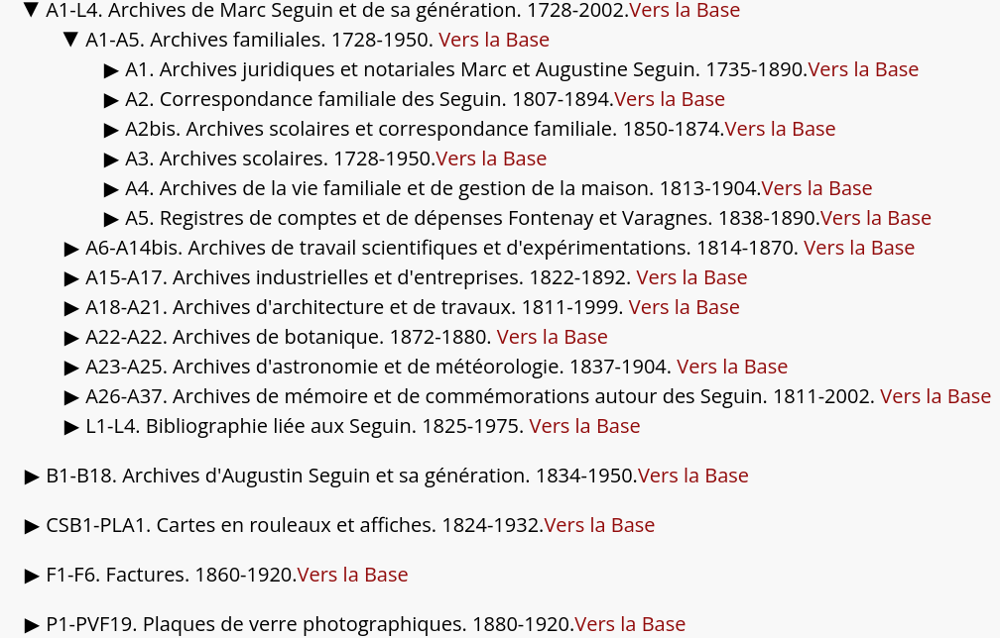 ▼ A1-L4. Archives de Marc Seguin et de sa génération. 1728-2002.Vers la Base
▼ A1-A5. Archives familiales. 1728-1950. Vers la Base
▶ A1. Archives juridiques et notariales Marc et Augustine Seguin. 1735-1890.Vers la Base
▶ A2. Correspondance familiale des Seguin. 1807-1894.Vers la Base
▶ A2bis. Archives scolaires et correspondance familiale. 1850-1874.Vers la Base
▶ A3. Archives scolaires. 1728-1950.Vers la Base
▶ A4. Archives de la vie familiale et de gestion de la maison. 1813-1904.Vers la Base
▶ A5. Registres de comptes et de dépenses Fontenay et Varagnes. 1838-1890.Vers la Base
▶ A6-A14bis. Archives de travail scientifiques et d'expérimentations. 1814-1870. Vers la Base
▶ A15-A17. Archives industrielles et d'entreprises. 1822-1892. Vers la Base
▶ A18-A21. Archives d'architecture et de travaux. 1811-1999. Vers la Base
▶ A22-A22. Archives de botanique. 1872-1880. Vers la Base
▶ A23-A25. Archives d'astronomie et de météorologie. 1837-1904. Vers la Base
▶ A26-A37. Archives de mémoire et de commémorations autour des Seguin. 1811-2002. Vers la Base
▶ L1-L4. Bibliographie liée aux Seguin. 1825-1975. Vers la Base
▶ B1-B18. Archives d'Augustin Seguin et sa génération. 1834-1950.Vers la Base
▶ CSB1-PLA1. Cartes en rouleaux et affiches. 1824-1932.Vers la Base
▶ F1-F6. Factures. 1860-1920.Vers la Base
▶ P1-PVF19. Plaques de verre photographiques. 1880-1920.Vers la Base